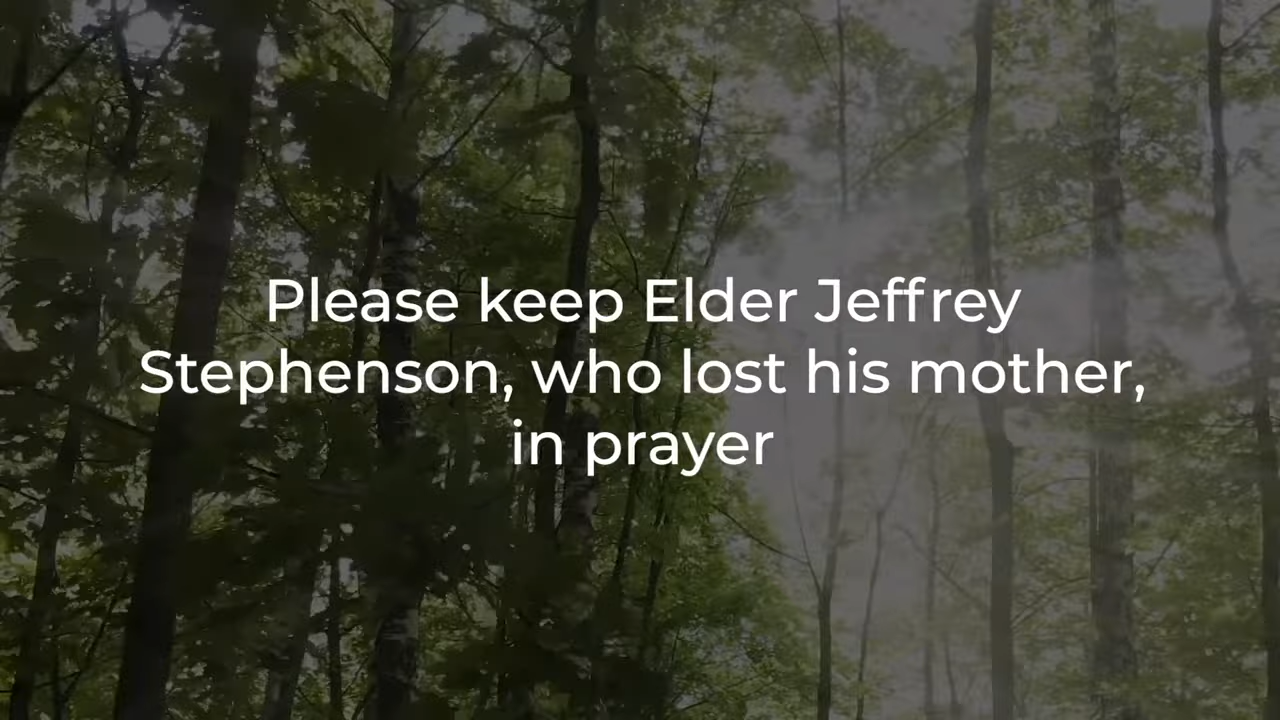 Please keep Elder Jeffrey
Stephenson, who lost his mother,
in prayer